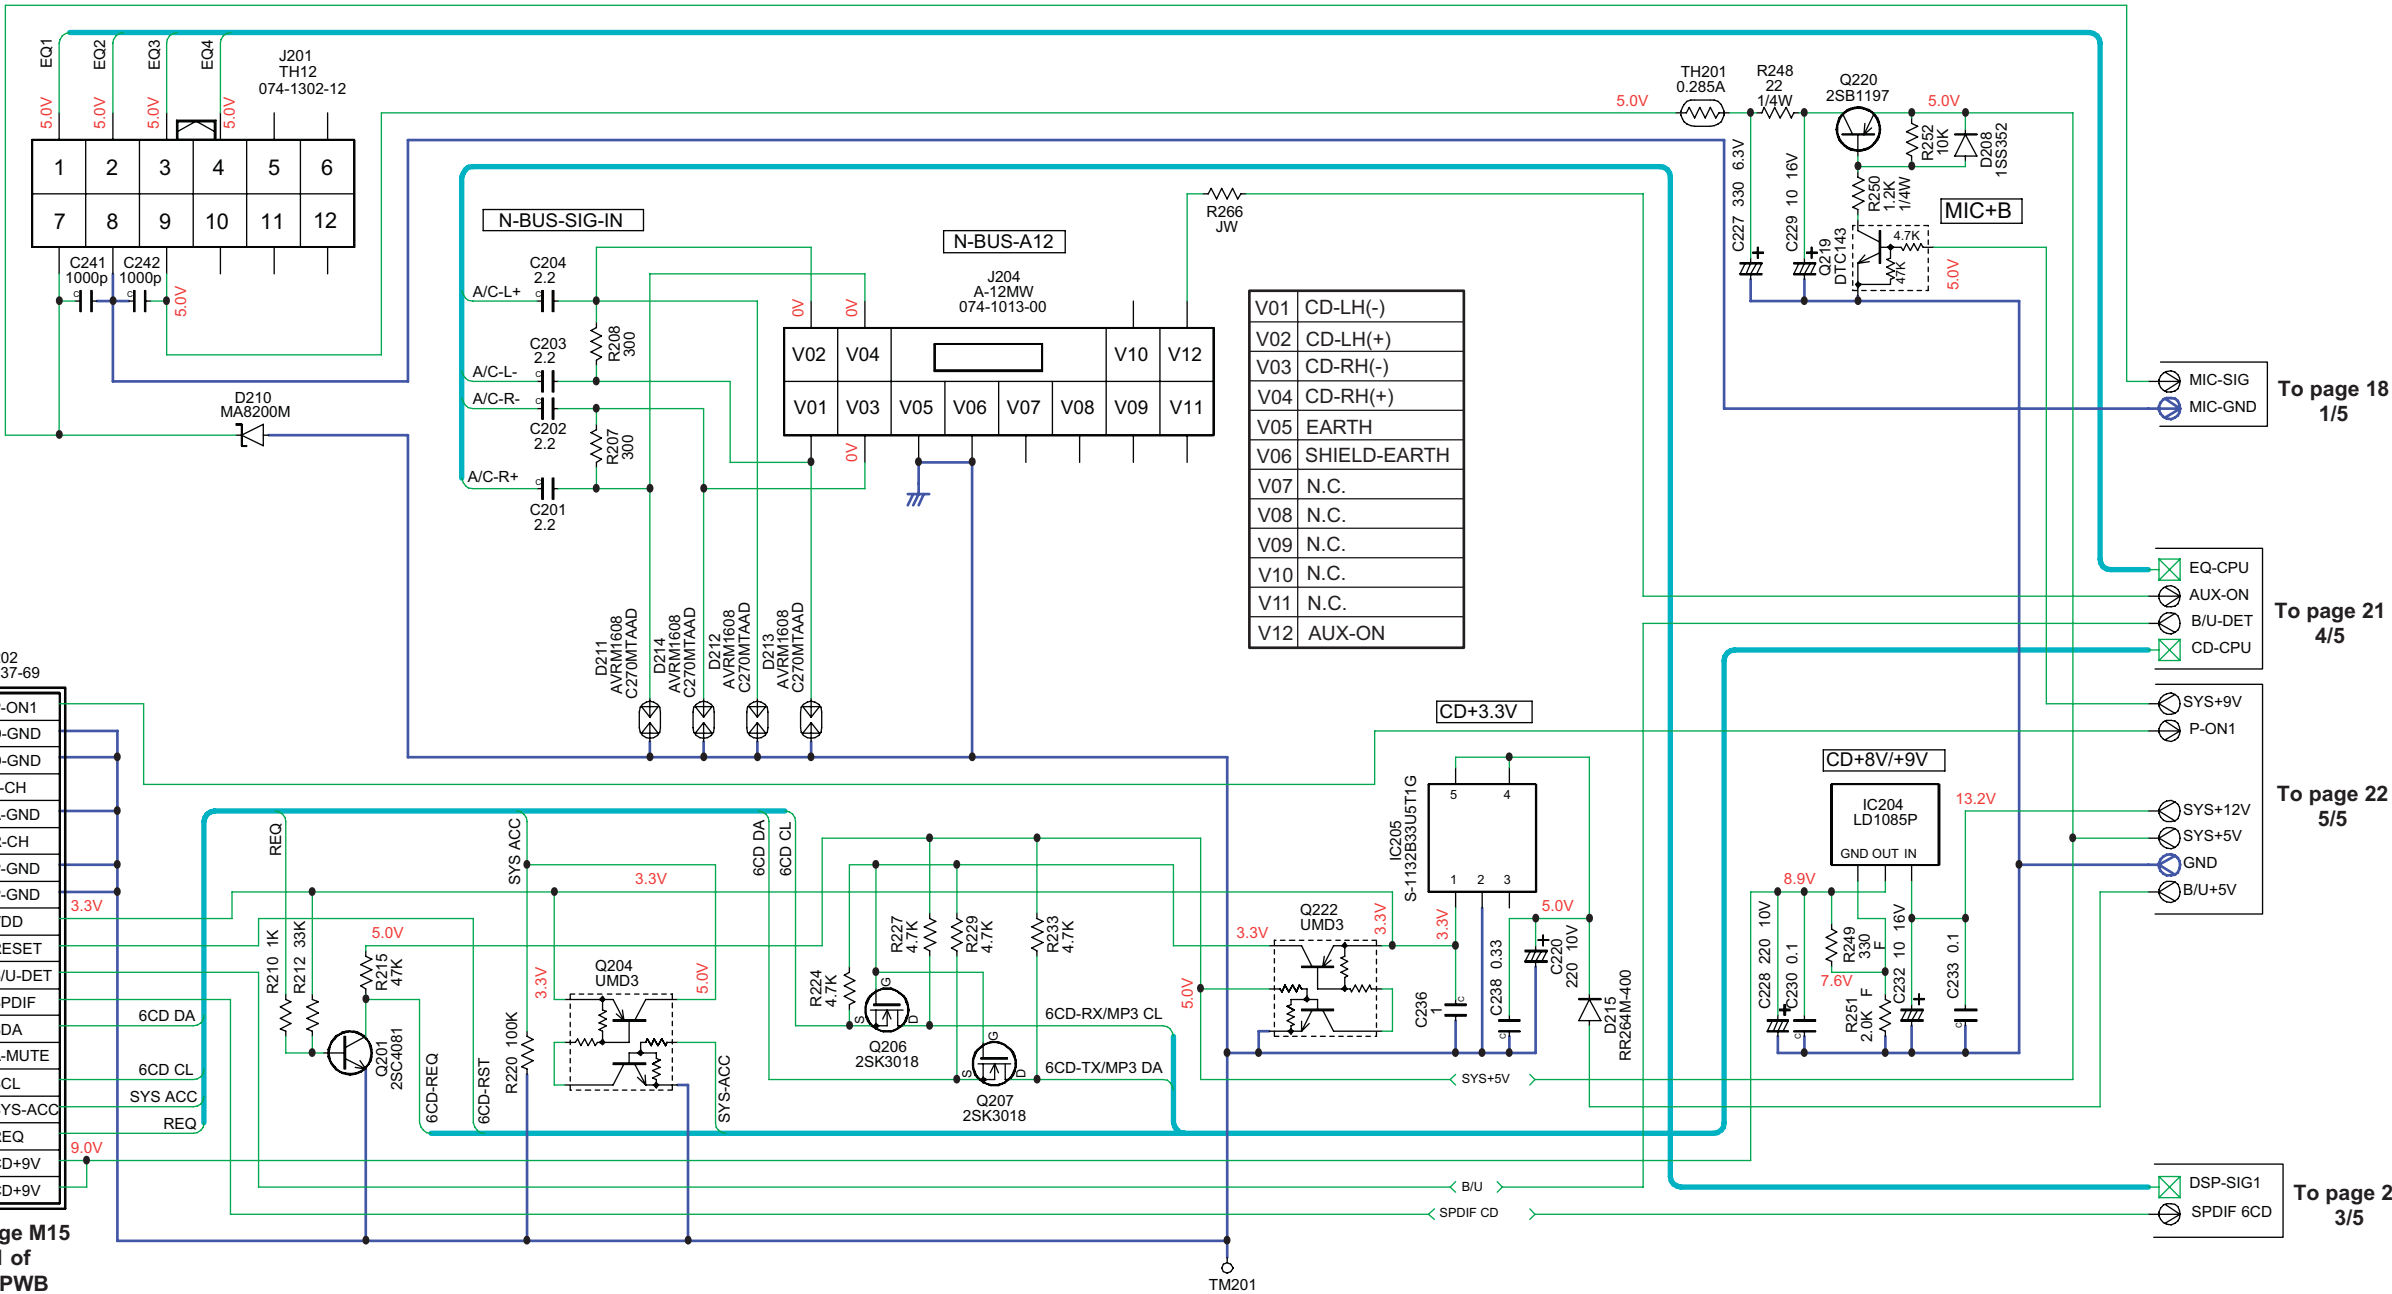 EQ1
EQ2
EQ3
EQ4
J201
TH12
074-1302-12
5.0V
5.0V
5.0V
5.0V
1 2 3 4 5 6
7 8 9 10 11 12
C241
1000p
C242
1000p
5.0V
D210
MA8200M
N-BUS-SIG-IN
A/C-L+
C204
2.2
R208
300
A/C-L-
C203
2.2
A/C-R-
C202
2.2
R207
300
A/C-R+
C201
2.2
N-BUS-A12
J204
A-12MW
074-1013-00
R266
JW
0V
0V
0V
V02 V04 V10 V12
V01 V03 V05 V06 V07 V08 V09 V11
V01 CD-LH(-)
V02 CD-LH(+)
V03 CD-RH(-)
V04 CD-RH(+)
V05 EARTH
V06 SHIELD-EARTH
V07 N.C.
V08 N.C.
V09 N.C.
V10 N.C.
V11 N.C.
V12 AUX-ON
D211
AVRM1608
C270MTAAD
D214
AVRM1608
C270MTAAD
D212
AVRM1608
C270MTAAD
D213
AVRM1608
C270MTAAD
5.0V
TH201
0.285A
R248
22
1/4W
Q220
2SB1197
5.0V
R252
10K
D208
1SS352
C227 330 6.3V
C229 10 16V
R250
1.2K
1/4W
Q219
DTC143
4.7K
47K
5.0V
MIC+B
MIC-SIG
MIC-GND
To page 18
1/5
EQ-CPU
AUX-ON
B/U-DET
CD-CPU
To page 21
4/5
SYS+9V
P-ON1
SYS+12V
SYS+5V
GND
B/U+5V
To page 22
5/5
DSP-SIG1
SPDIF 6CD
To page 2
3/5
CD+3.3V
IC205
S-1132B33U5T1G
5 4
1 2 3
3.3V
3.3V
5.0V
C236
1
C238 0.33
C220
220 10V
D215
RR264M-400
CD+8V/+9V
IC204
LD1085P
GND OUT IN
13.2V
8.9V
7.6V
C228 220 10V
C230 0.1
R249
330 F
R251
2.0K F
C232 10 16V
C233 0.1
02
37-69
-ON1
-GND
-GND
-CH
-GND
-CH
-GND
-GND
DD
ESET
/U-DET
PDIF
DA
-MUTE
CL
YS-ACC
EQ
D+9V
D+9V
3.3V
9.0V
6CD DA
6CD CL
SYS ACC
REQ
REQ
R210 1K
R212 33K
5.0V
R215
47K
Q201
2SC4081
6CD-REQ
6CD-RST
SYS ACC
3.3V
3.3V
R220 100K
Q204
UMD3
5.0V
SYS-ACC
6CD DA
6CD CL
R224
4.7K
R227
4.7K
R229
4.7K
R233
4.7K
G
S
D
Q206
2SK3018
G
S
D
Q207
2SK3018
6CD-RX/MP3 CL
6CD-TX/MP3 DA
5.0V
3.3V
Q222
UMD3
SYS+5V
B/U
SPDIF CD
TM201
ge M15
of
PWB